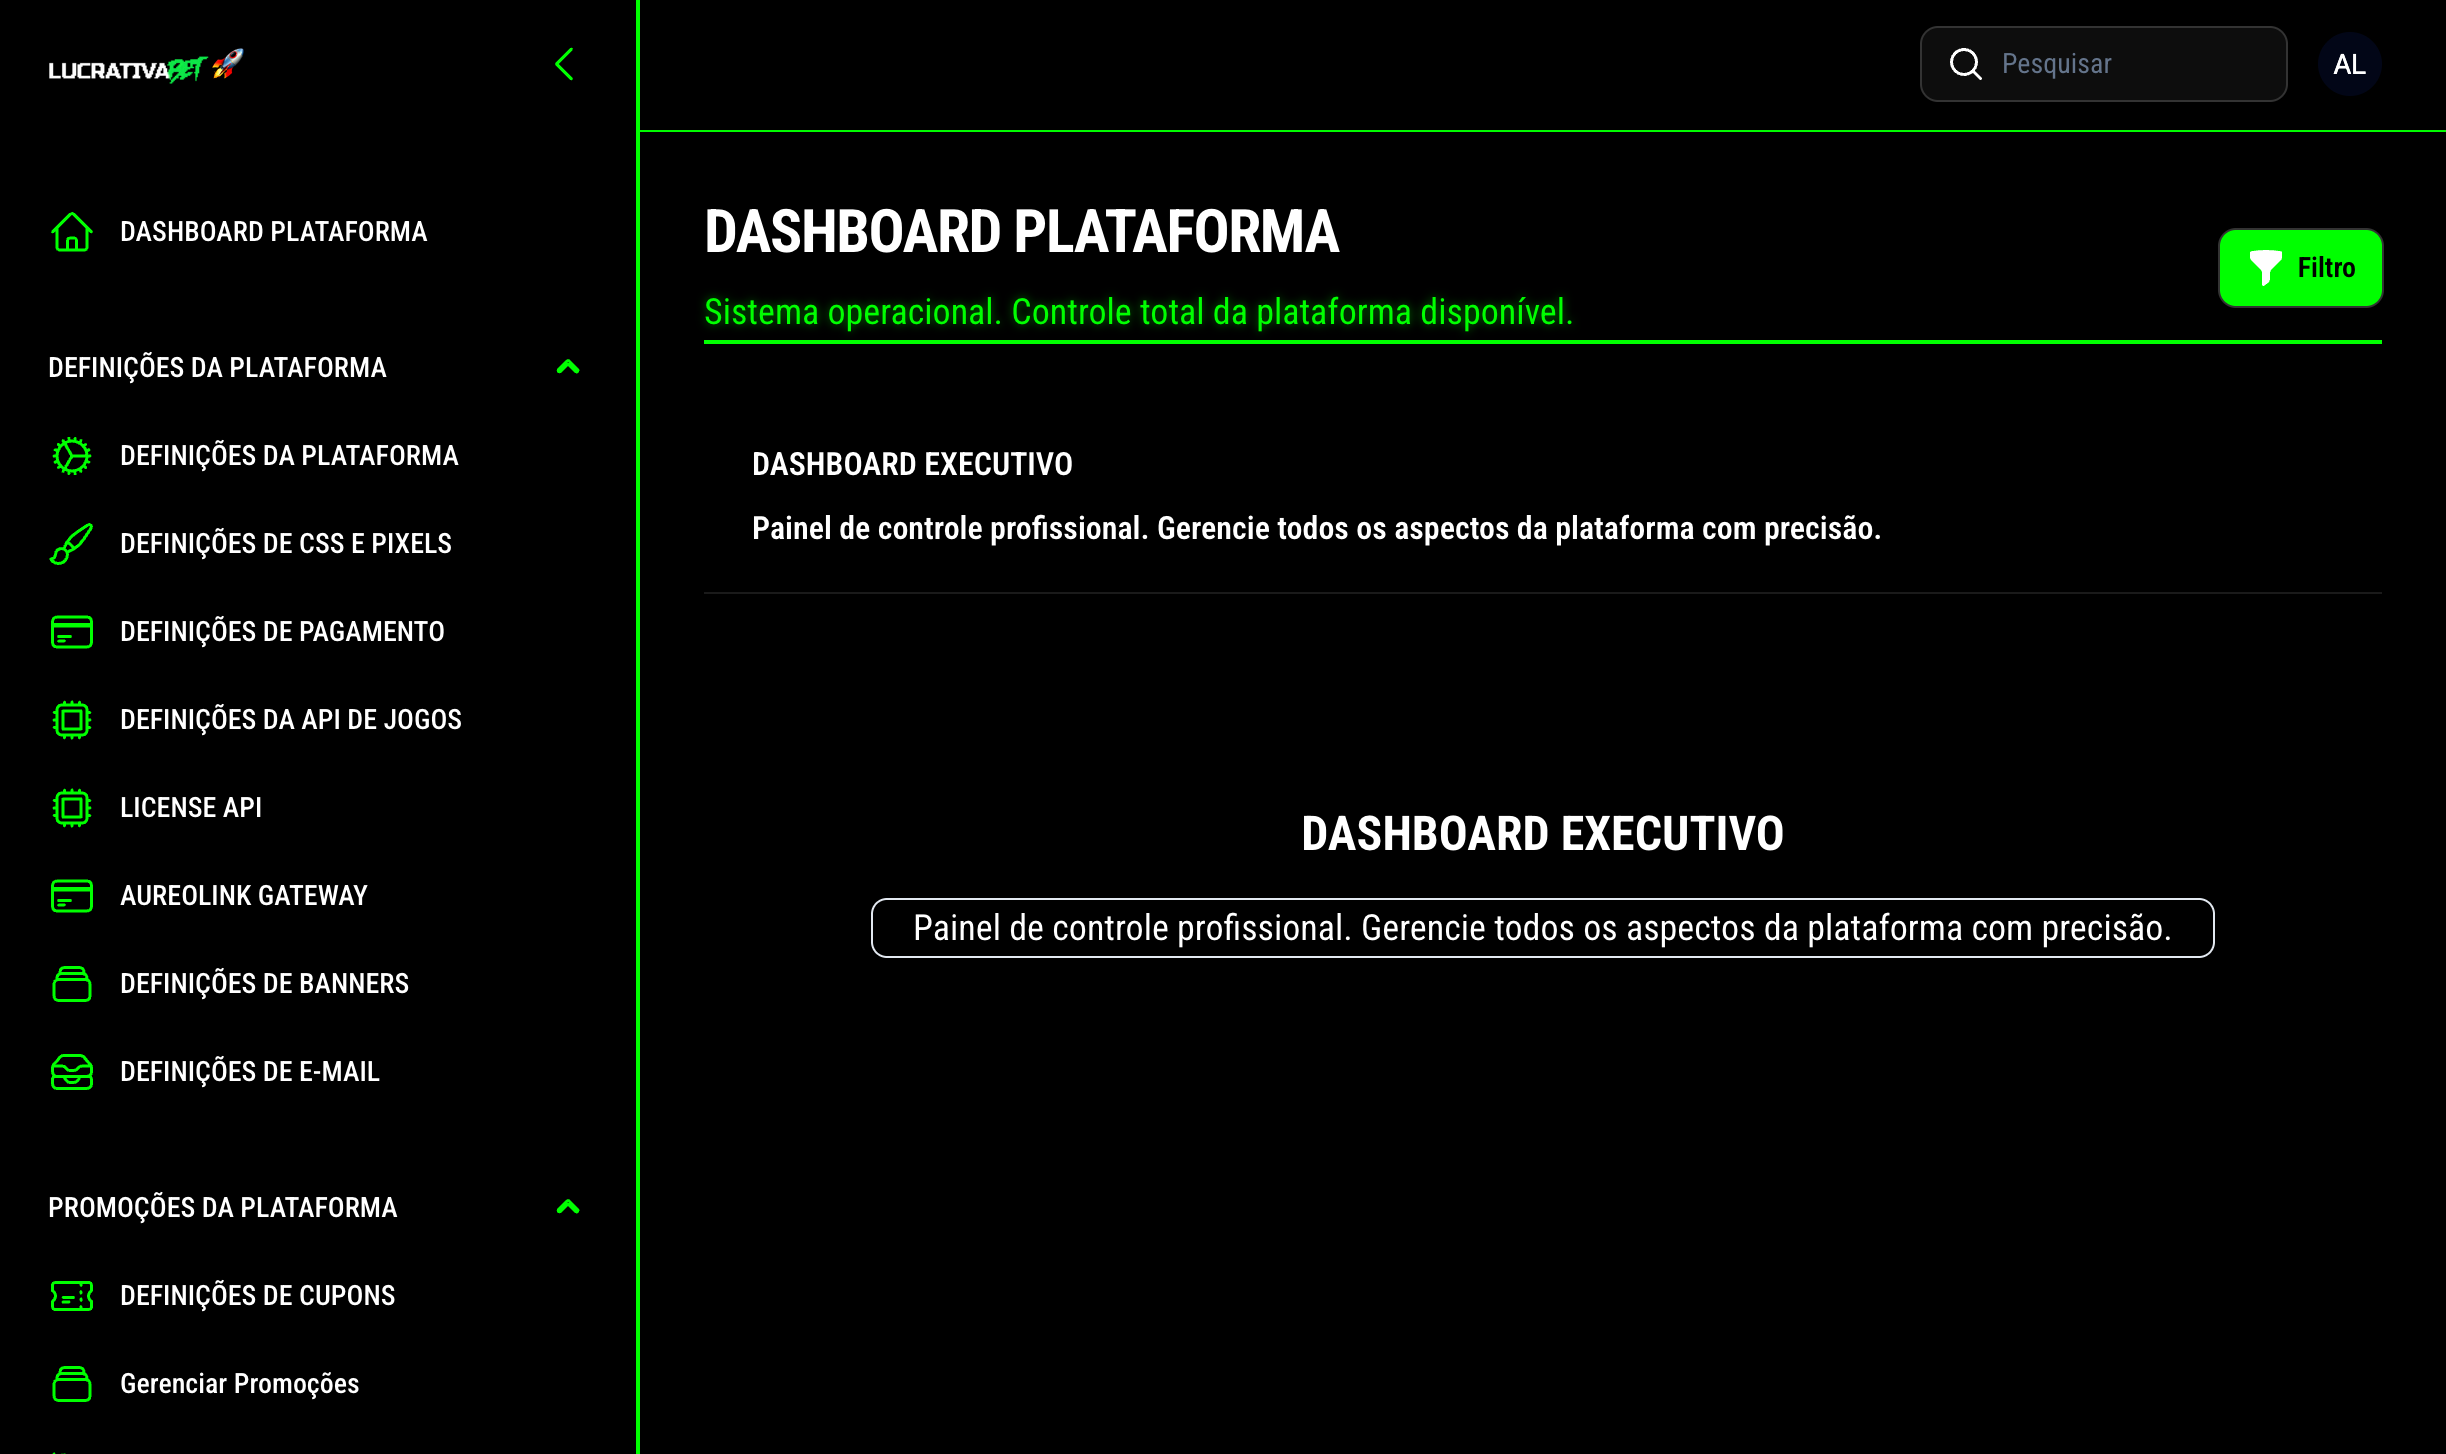 LUCRATIVABET
Pesquisar
AL
DASHBOARD PLATAFORMA
DEFINIÇÕES DA PLATAFORMA
DEFINIÇÕES DA PLATAFORMA
DEFINIÇÕES DE CSS E PIXELS
DEFINIÇÕES DE PAGAMENTO
DEFINIÇÕES DA API DE JOGOS
LICENSE API
AUREOLINK GATEWAY
DEFINIÇÕES DE BANNERS
DEFINIÇÕES DE E-MAIL
PROMOÇÕES DA PLATAFORMA
DEFINIÇÕES DE CUPONS
Gerenciar Promoções
DASHBOARD PLATAFORMA
Sistema operacional. Controle total da plataforma disponível.
Filtro
DASHBOARD EXECUTIVO
Painel de controle profissional. Gerencie todos os aspectos da plataforma com precisão.
DASHBOARD EXECUTIVO
Painel de controle profissional. Gerencie todos os aspectos da plataforma com precisão.